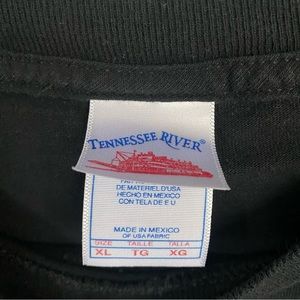 TENNESSEE RIVER®
DE MATERIEL D'USA
HECHO EN MEXICO
CON TELA DE E U
MADE IN MEXICO
OF USA FABRIC
SIZE TAILLE TALLA
XL TG XG